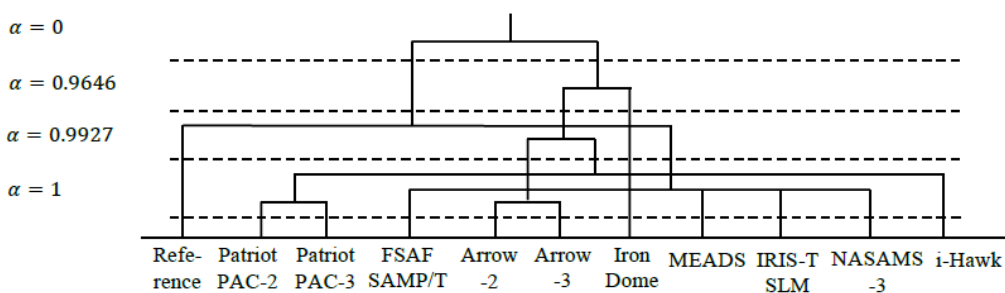 α = 0
α = 0.9646
α = 0.9927
α = 1
Refe-
rence
Patriot
PAC-2
Patriot
PAC-3
FSAF
SAMP/T
Arrow
-2
Arrow
-3
Iron
Dome
MEADS
IRIS-T
SLM
NASAMS
-3
i-Hawk